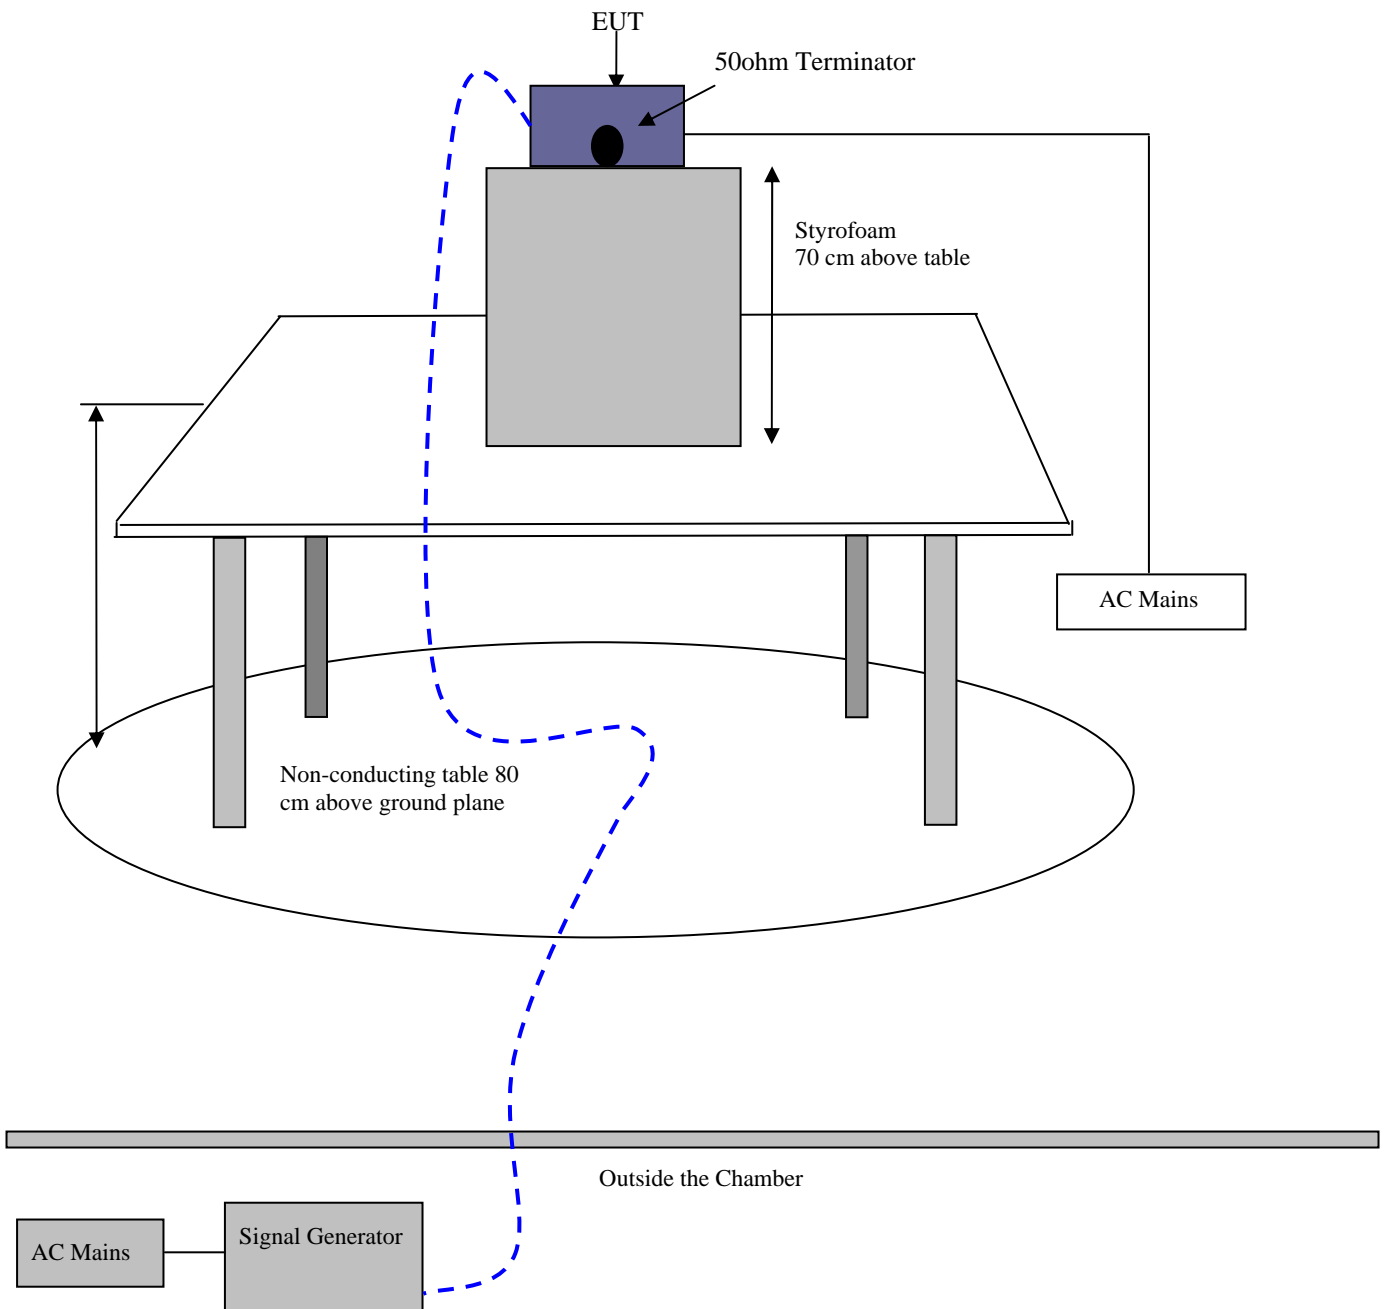 EUT
50ohm Terminator
Styrofoam
70 cm above table
AC Mains
Non-conducting table 80
cm above ground plane
Outside the Chamber
Signal Generator
AC Mains